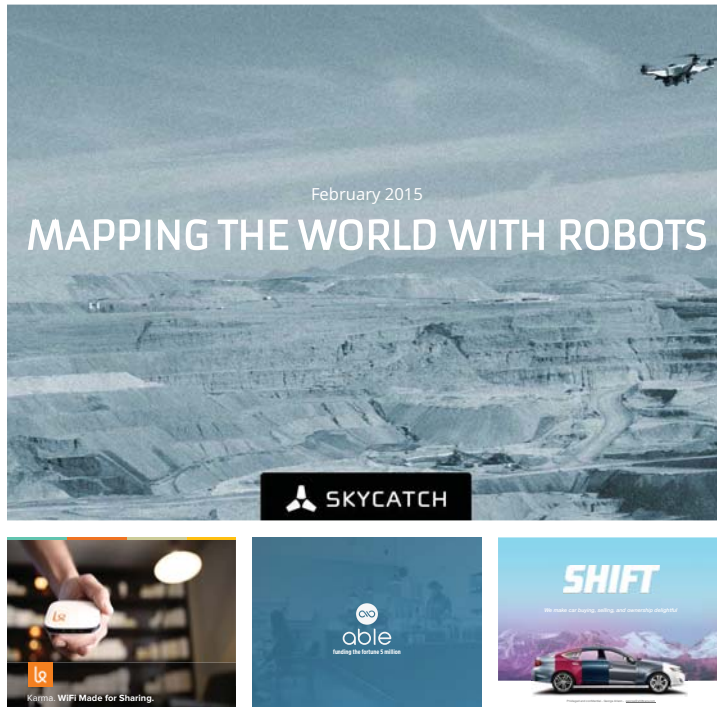 February 2015
MAPPING THE WORLD WITH ROBOTS
SKYCATCH
Karma. WiFi Made for Sharing.
able
funding the fortune 5 million
SHIFT
We make car buying, selling, and ownership delightful